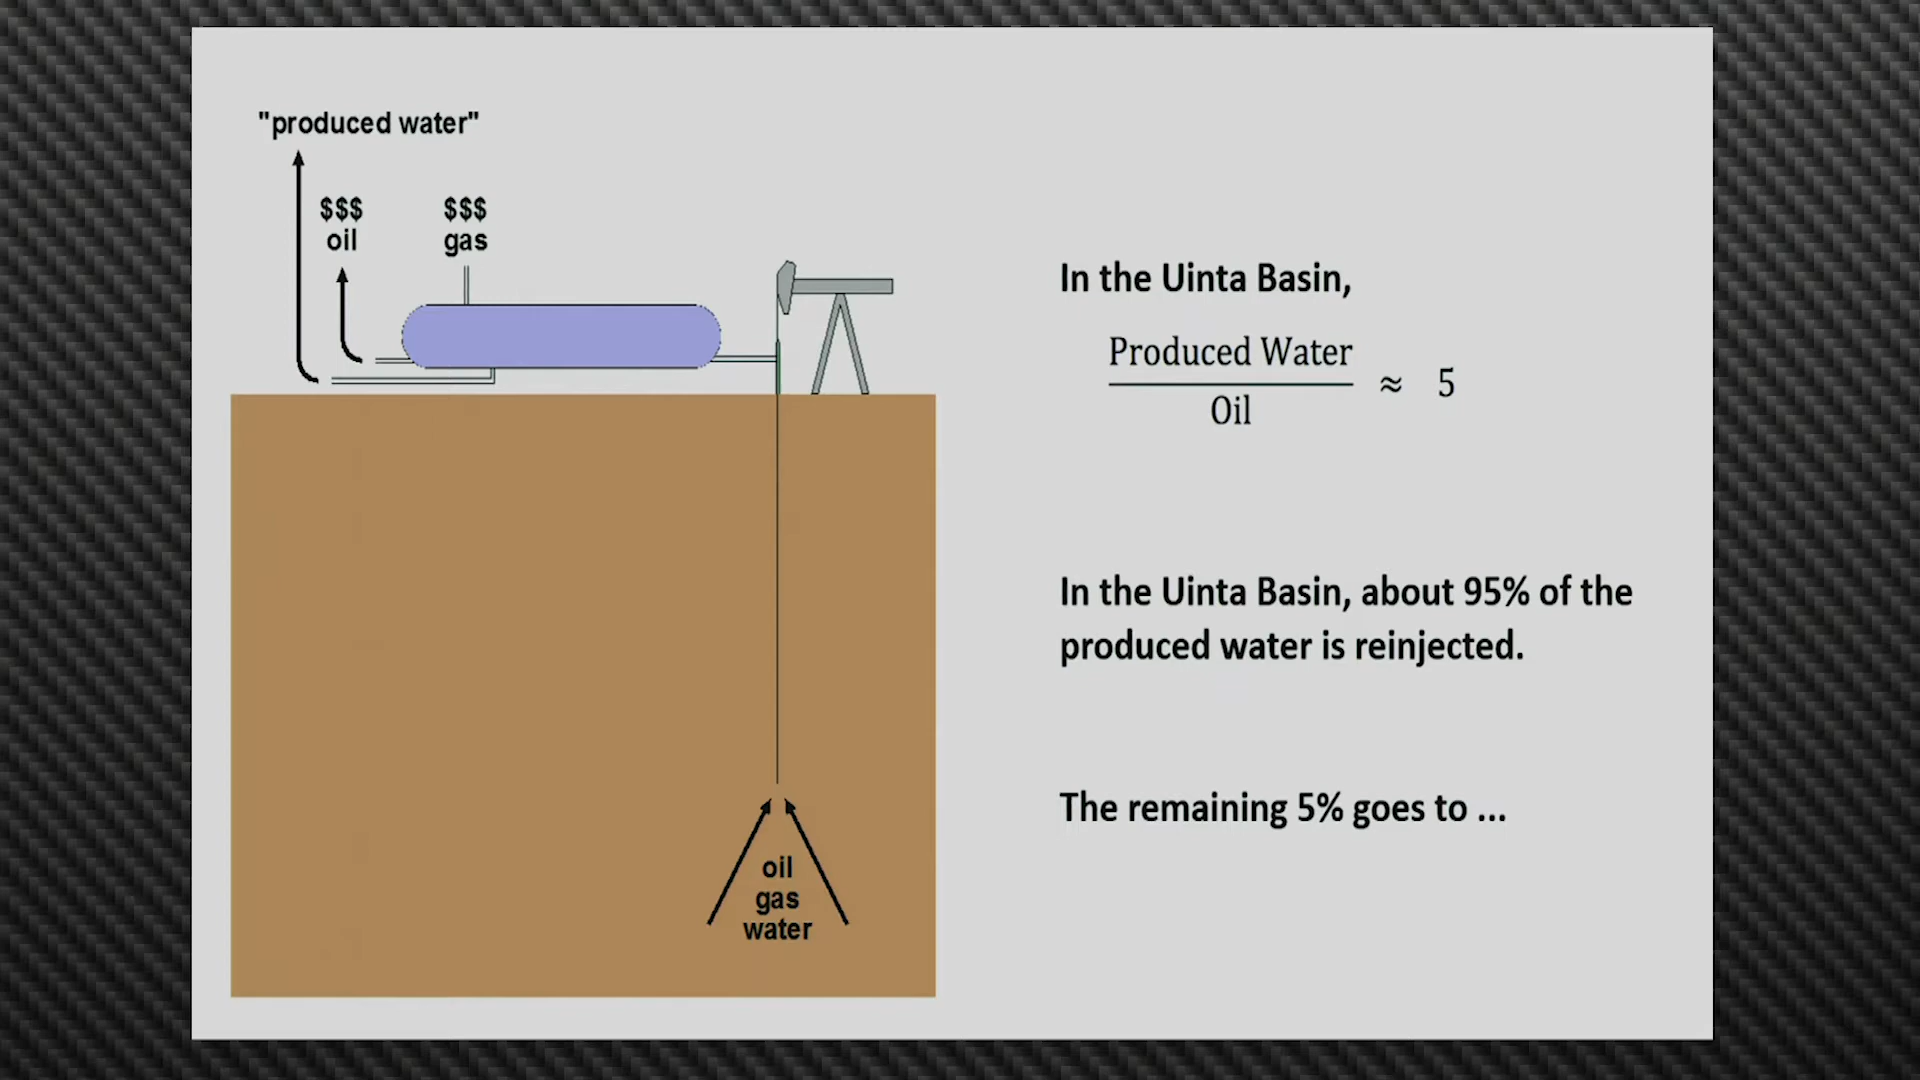 "produced water"
$$$ $$$
oil gas
In the Uinta Basin,
Produced Water
≈ 5
Oil
In the Uinta Basin, about 95% of the
produced water is reinjected.
The remaining 5% goes to ...
oil
gas
water